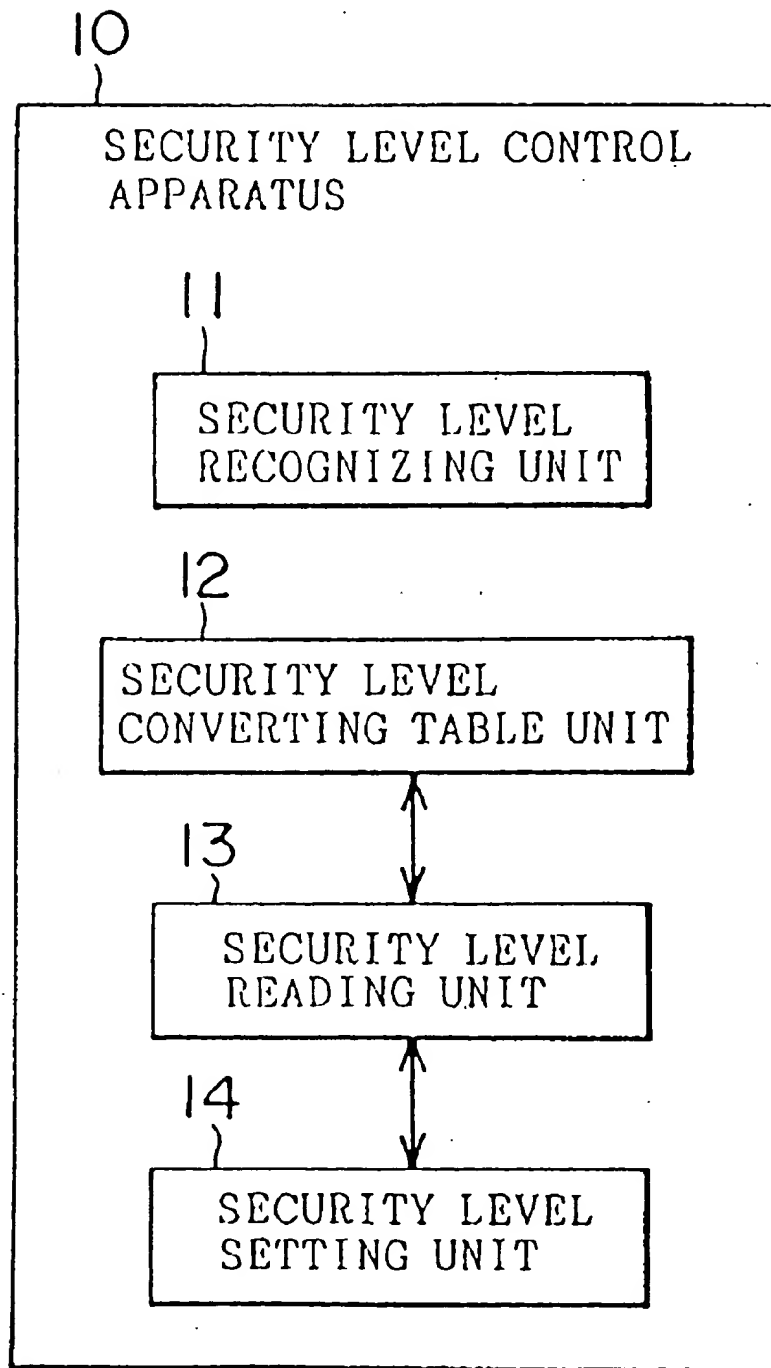 10
SECURITY LEVEL CONTROL
APPARATUS
11
SECURITY LEVEL
RECOGNIZING UNIT
12
SECURITY LEVEL
CONVERTING TABLE UNIT
13
SECURITY LEVEL
READING UNIT
14
SECURITY LEVEL
SETTING UNIT